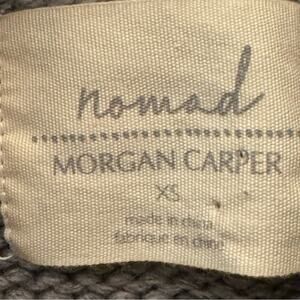 nomad
MORGAN CARPER
XS
made in china
fabriqué en chine